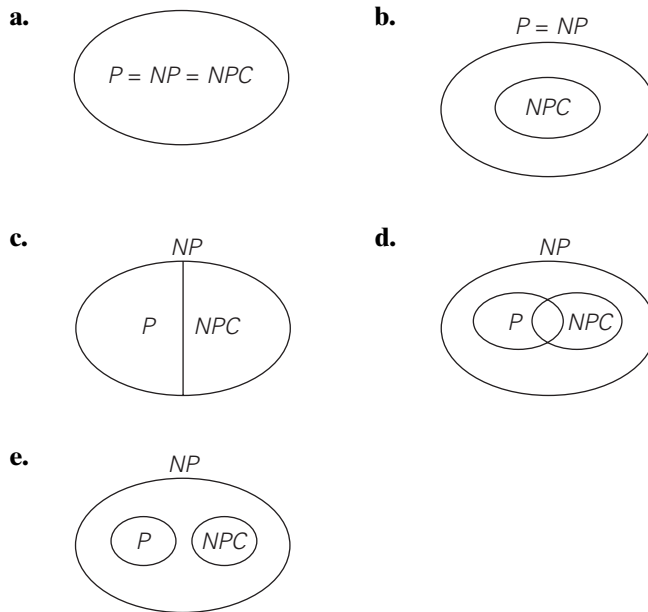 a.
P = NP = NPC
b.
P = NP
NPC
c.
NP
P NPC
d.
NP
P NPC
e.
NP
P NPC